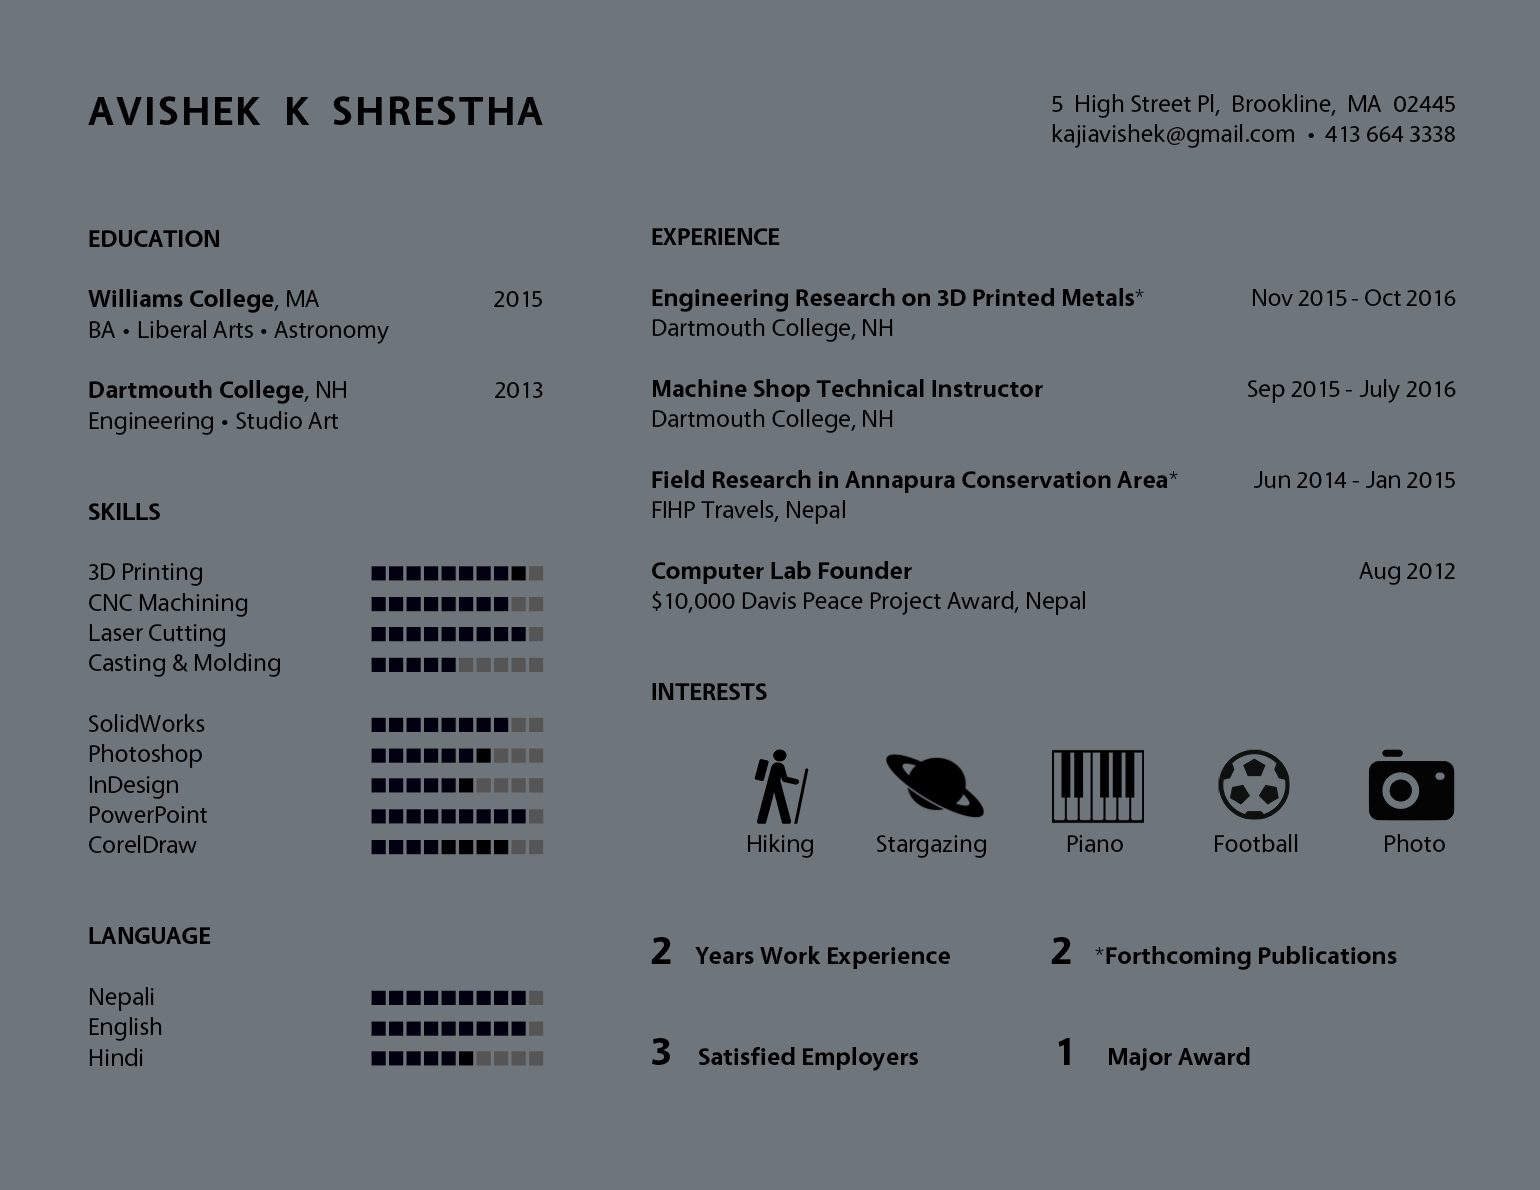 AVISHEK K SHRESTHA
5 High Street Pl, Brookline, MA 02445
kajiavishek@gmail.com • 413 664 3338
EDUCATION
Williams College, MA 2015
BA • Liberal Arts • Astronomy
Dartmouth College, NH 2013
Engineering • Studio Art
SKILLS
3D Printing
CNC Machining
Laser Cutting
Casting & Molding
SolidWorks
Photoshop
InDesign
PowerPoint
CorelDraw
LANGUAGE
Nepali
English
Hindi
EXPERIENCE
Engineering Research on 3D Printed Metals* Nov 2015 - Oct 2016
Dartmouth College, NH
Machine Shop Technical Instructor Sep 2015 - July 2016
Dartmouth College, NH
Field Research in Annapura Conservation Area* Jun 2014 - Jan 2015
FIHP Travels, Nepal
Computer Lab Founder Aug 2012
$10,000 Davis Peace Project Award, Nepal
INTERESTS
Hiking Stargazing Piano Football Photo
2 Years Work Experience 2 *Forthcoming Publications
3 Satisfied Employers 1 Major Award